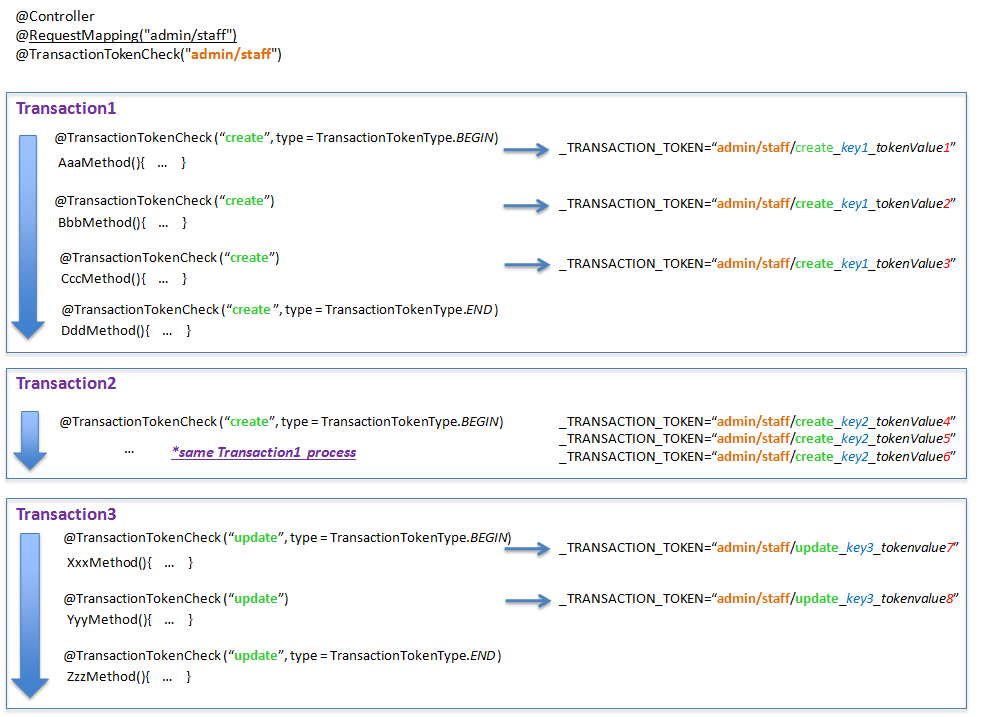 @Controller
@RequestMapping("admin/staff")
@TransactionTokenCheck("admin/staff")
Transaction1
@TransactionTokenCheck(“create”, type = TransactionTokenType.BEGIN)
_TRANSACTION_TOKEN=“admin/staff/create_key1_tokenValue1”
AaaMethod(){ … }
@TransactionTokenCheck(“create”)
_TRANSACTION_TOKEN=“admin/staff/create_key1_tokenValue2”
BbbMethod(){ … }
@TransactionTokenCheck(“create”)
_TRANSACTION_TOKEN=“admin/staff/create_key1_tokenValue3”
CccMethod(){ … }
@TransactionTokenCheck(“create”, type = TransactionTokenType.END)
DddMethod(){ … }
Transaction2
@TransactionTokenCheck(“create”, type = TransactionTokenType.BEGIN)
_TRANSACTION_TOKEN=“admin/staff/create_key2_tokenValue4”
_TRANSACTION_TOKEN=“admin/staff/create_key2_tokenValue5”
… *same Transaction1 process
_TRANSACTION_TOKEN=“admin/staff/create_key2_tokenValue6”
Transaction3
@TransactionTokenCheck(“update”, type = TransactionTokenType.BEGIN)
_TRANSACTION_TOKEN=“admin/staff/update_key3_tokenvalue7”
XxxMethod(){ … }
@TransactionTokenCheck(“update”)
_TRANSACTION_TOKEN=“admin/staff/update_key3_tokenvalue8”
YyyMethod(){ … }
@TransactionTokenCheck(“update”, type = TransactionTokenType.END)
ZzzMethod(){ … }